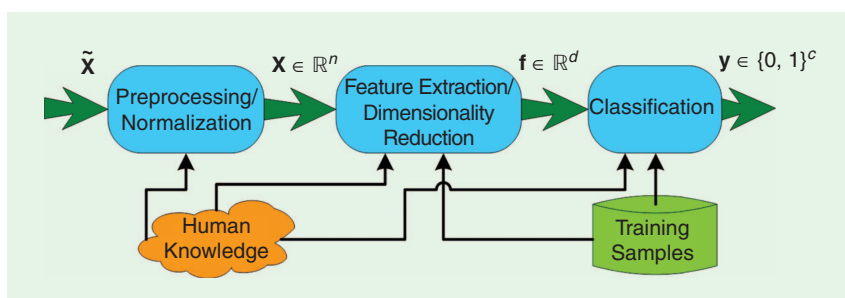 X̃
Preprocessing/
Normalization
X ∈ ℝⁿ
Feature Extraction/
Dimensionality
Reduction
f ∈ ℝᵈ
Classification
y ∈ {0, 1}ᶜ
Human
Knowledge
Training
Samples